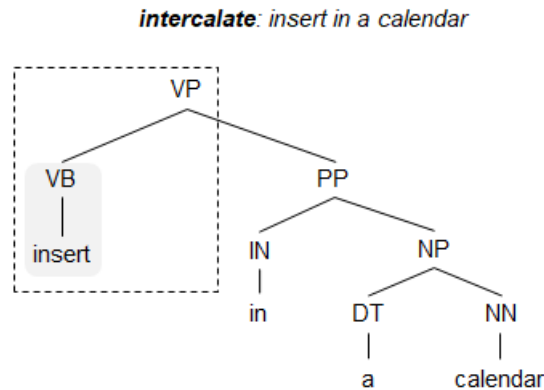 intercalate: insert in a calendar
VP
VB PP
insert IN NP
in DT NN
a calendar